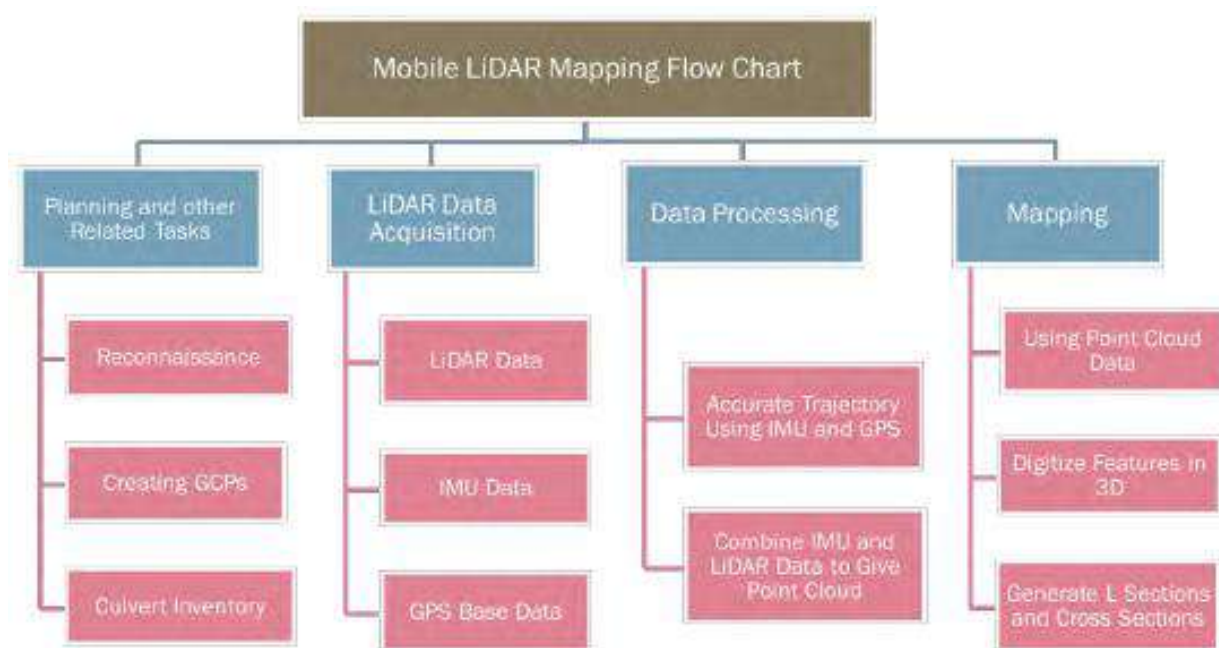 Mobile LiDAR Mapping Flow Chart
Planning and other
Related Tasks
Reconnaissance
Creating GCPs
Culvert Inventory
LiDAR Data
Acquisition
LiDAR Data
IMU Data
GPS Base Data
Data Processing
Accurate Trajectory
Using IMU and GPS
Combine IMU and
LiDAR Data to Give
Point Cloud
Mapping
Using Point Cloud
Data
Digitize Features in
3D
Generate L Sections
and Cross Sections